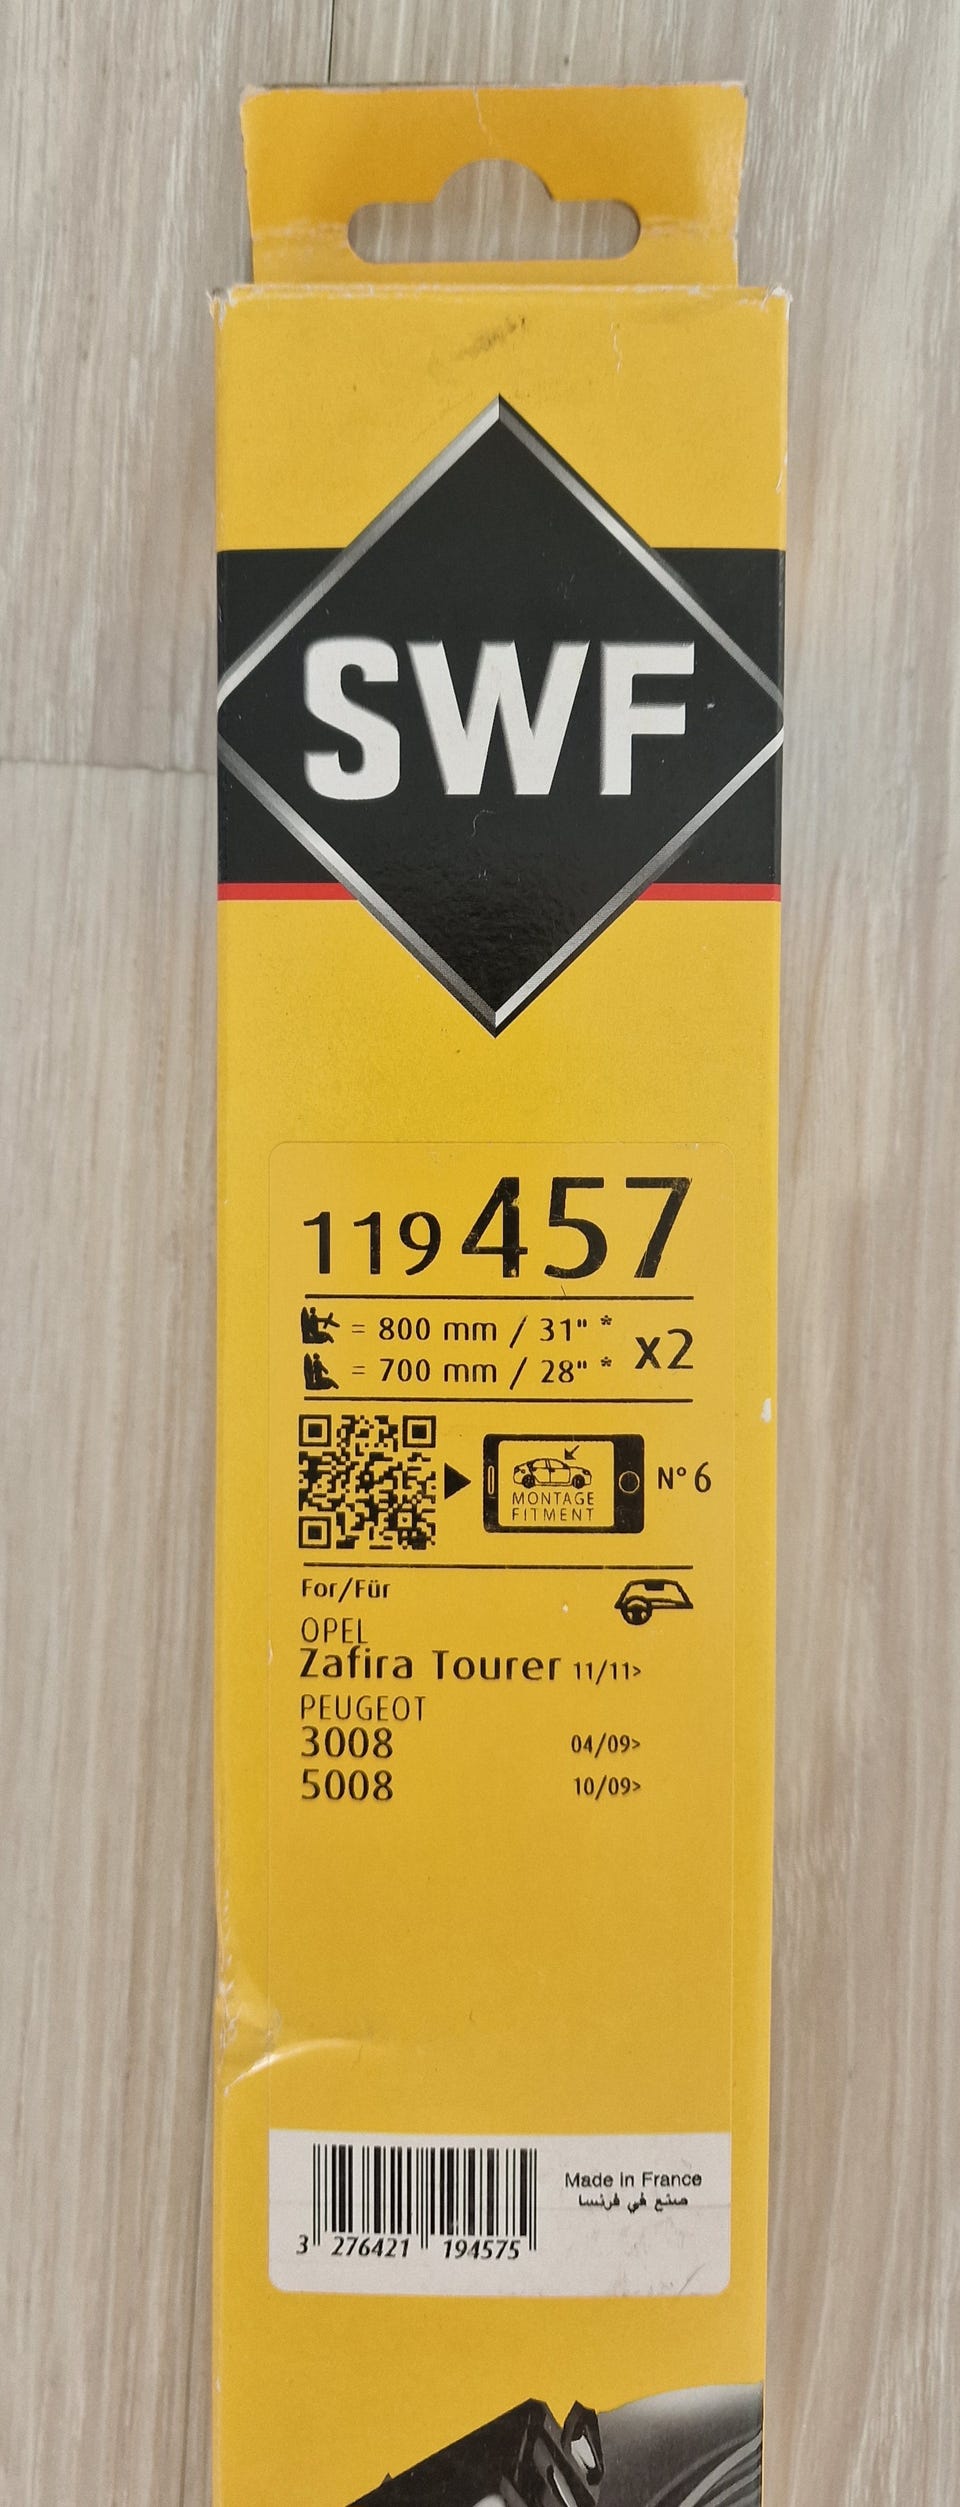 SWF
119 457
= 800 mm / 31" *
= 700 mm / 28" *
x2
MONTAGE
FITMENT
N° 6
For/Für
OPEL
Zafira Tourer 11/11>
PEUGEOT
3008 04/09>
5008 10/09>
Made in France
صنع في فرنسا
3 276421 194575